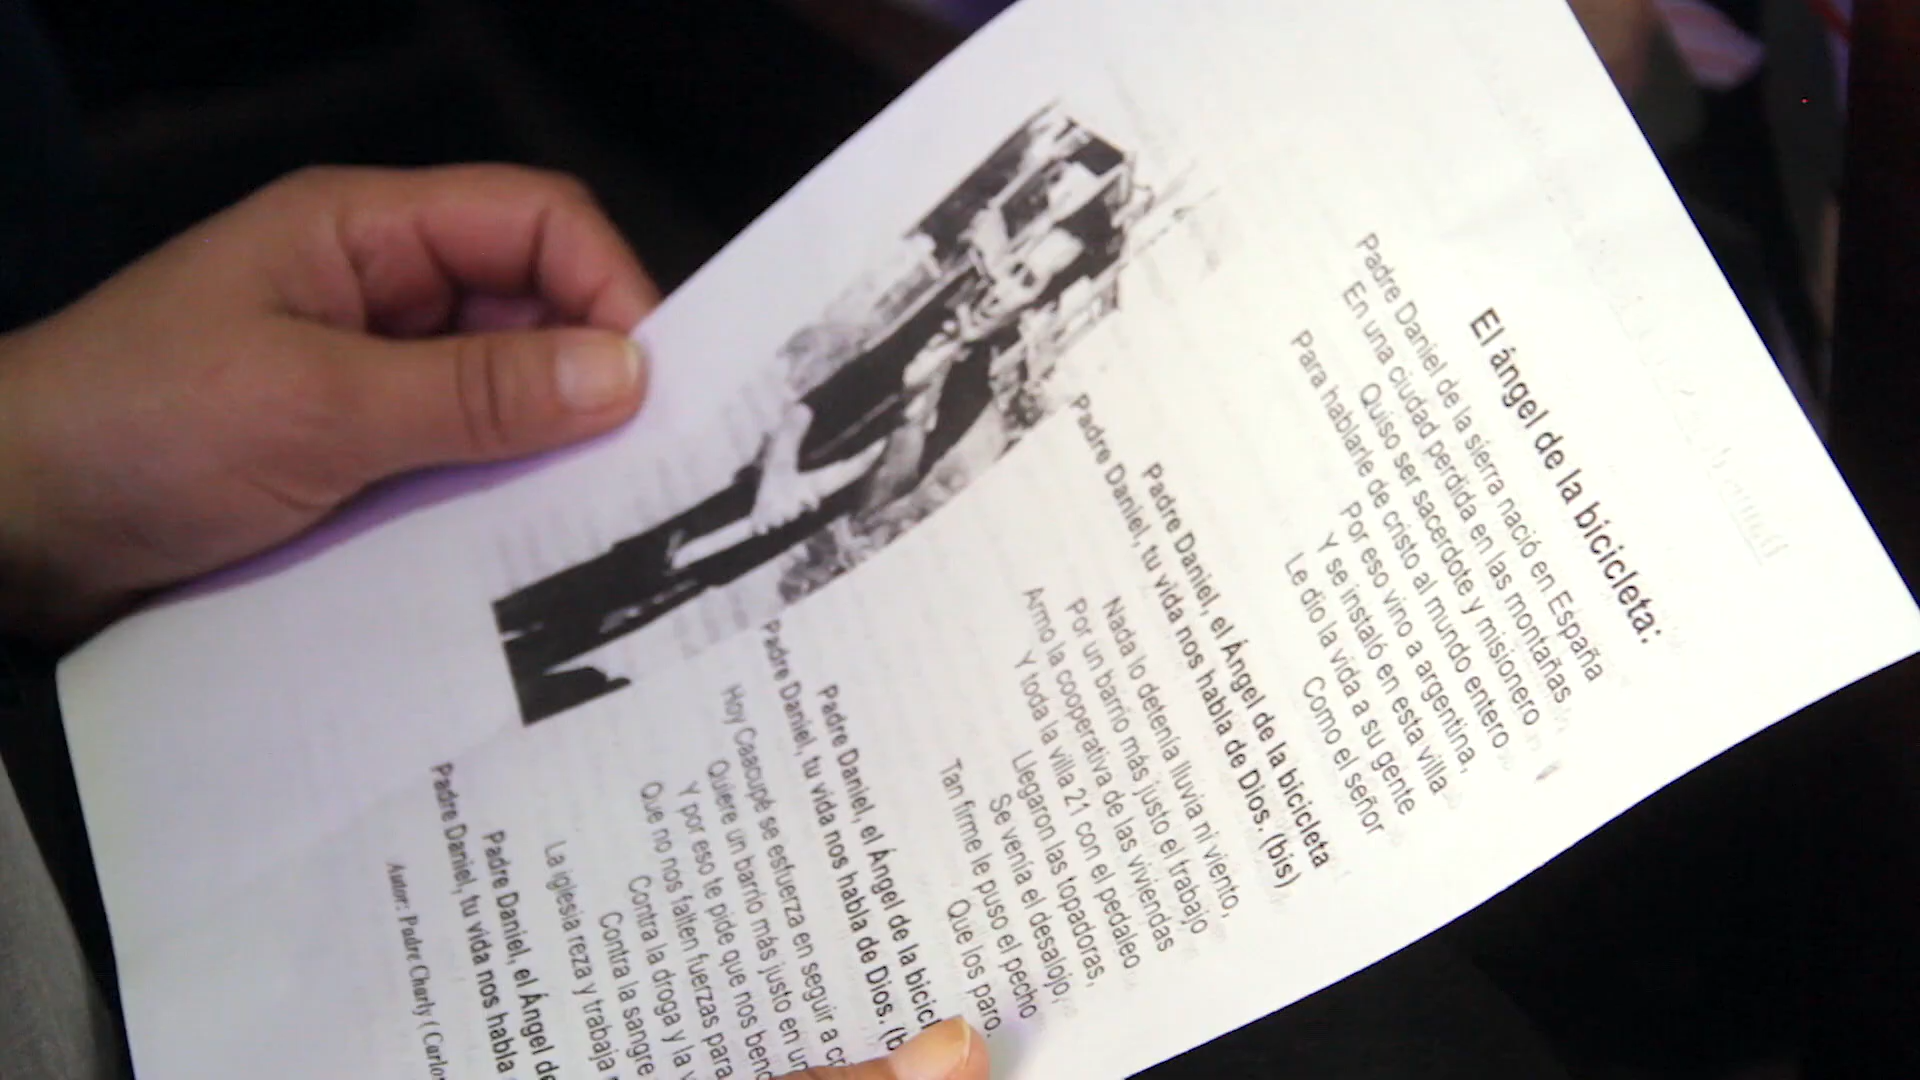 El ángel de la bicicleta:
Padre Daniel de la sierra nació en España
En una ciudad perdida en las montañas
Quiso ser sacerdote y misionero
Para hablarle de cristo al mundo entero
Por eso vino a argentina,
Y se instaló en esta villa
Le dio la vida a su gente
Como el señor
Padre Daniel, el Ángel de la bicicleta
Padre Daniel, tu vida nos habla de Dios. (bis)
Nada lo detenía lluvia ni viento,
Por un barrio más justo el trabajo
Armo la cooperativa de las viviendas
Y toda la villa 21 con el pedaleo
Llegaron las topadoras,
Se venía el desalojo,
Tan firme le puso el pecho
Que los paro.
Padre Daniel, el Ángel de la bicicl
Padre Daniel, tu vida nos habla de Dios. (b
Hoy Caacupé se esfuerza en seguir a cr
Quiere un barrio más justo en un
Y por eso te pide que nos benc
Que no nos falten fuerzas para
Contra la droga y la v
Contra la sangre
La iglesia reza y trabaja
Padre Daniel, el Ángel de
Padre Daniel, tu vida nos habla
Autor: Padre Charly ( Carlos